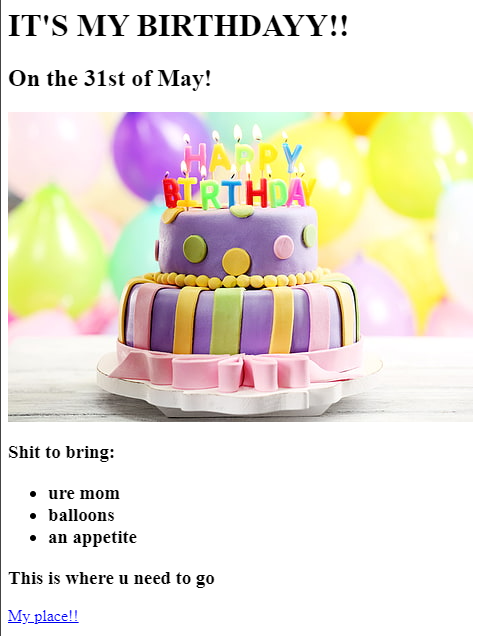 IT'S MY BIRTHDAYY!!
On the 31st of May!
HAPPY
BIRTHDAY
Shit to bring:
• ure mom
• balloons
• an appetite
This is where u need to go
My place!!